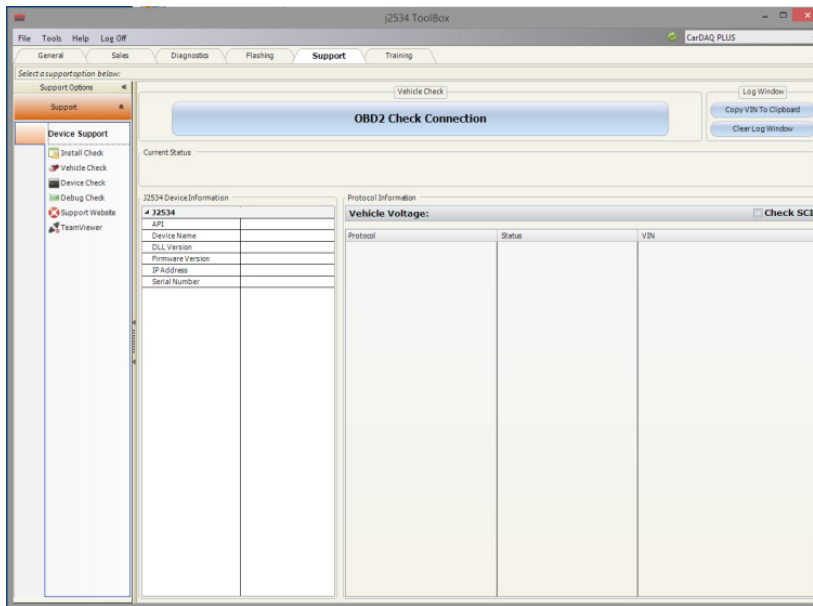 j2534 ToolBox
File Tools Help Log Off
CarDAQ PLUS
General Sales Diagnostics Flashing Support Training
Select a support option below:
Support Options «
Support
Device Support
Install Check
Vehicle Check
Device Check
Debug Check
Support Website
TeamViewer
Vehicle Check
OBD2 Check Connection
Log Window
Copy VIN To Clipboard
Clear Log Window
Current Status
J2534 Device Information
J2534
API
Device Name
DLL Version
Firmware Version
IP Address
Serial Number
Protocol Information
Vehicle Voltage:
Check SCI
Protocol Status VIN